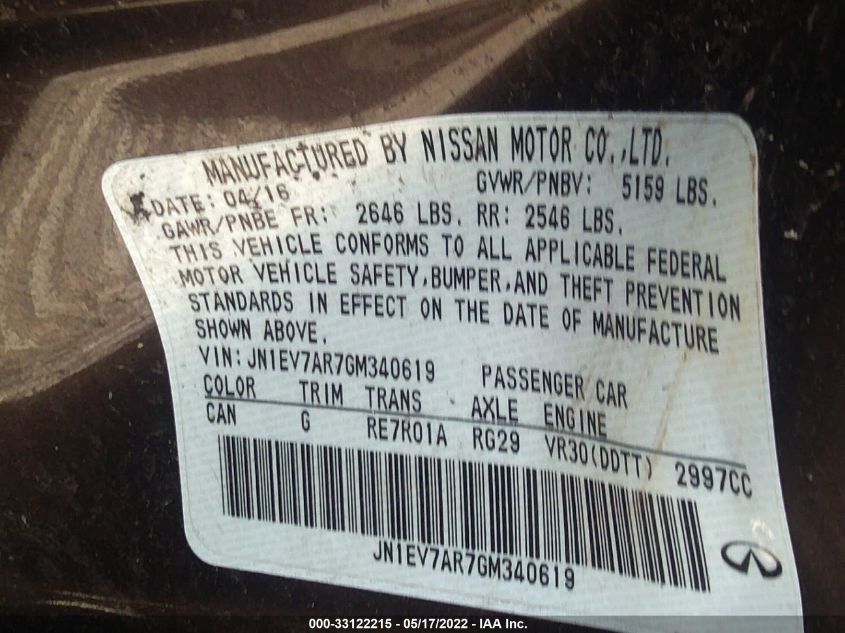 MANUFACTURED BY NISSAN MOTOR CO.,LTD.
DATE: 04/16 GVWR/PNBV: 5159 LBS.
GAWR/PNBE FR: 2646 LBS. RR: 2546 LBS.
THIS VEHICLE CONFORMS TO ALL APPLICABLE FEDERAL
MOTOR VEHICLE SAFETY,BUMPER,AND THEFT PREVENTION
STANDARDS IN EFFECT ON THE DATE OF MANUFACTURE
SHOWN ABOVE.
VIN:JN1EV7AR7GM340619 PASSENGER CAR
COLOR TRIM TRANS AXLE ENGINE
CAN G RE7R01A RG29 VR30(DDTT) 2997CC
JN1EV7AR7GM340619
000-33122215 - 05/17/2022 - IAA Inc.